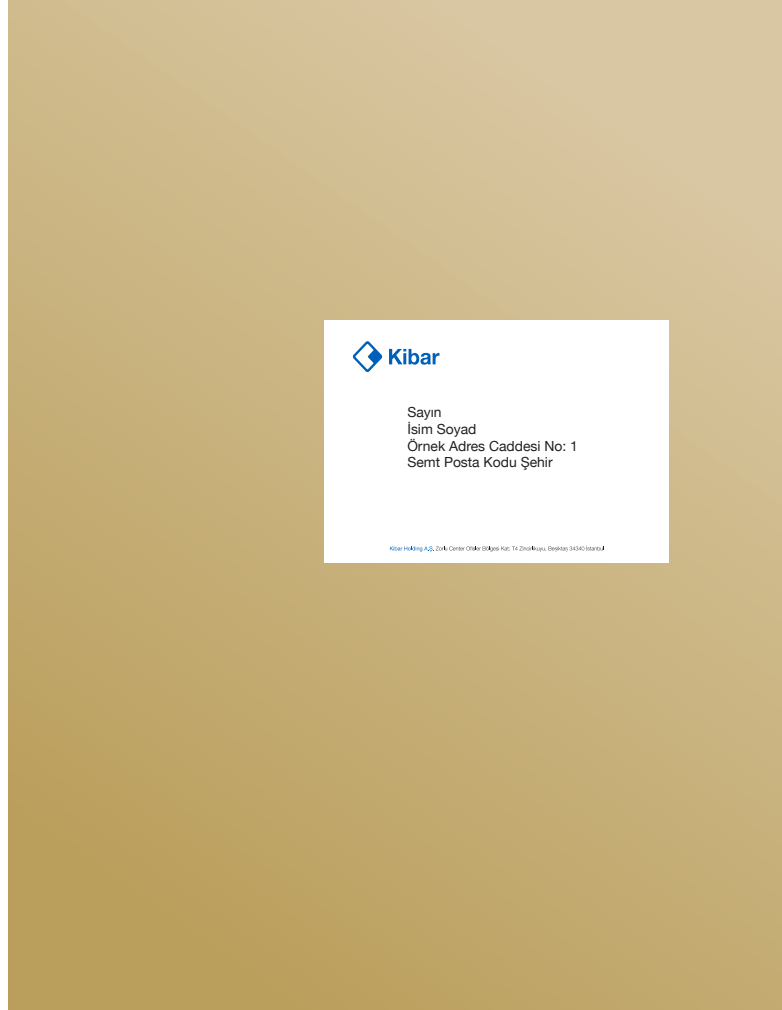 Kibar
Sayın
İsim Soyad
Örnek Adres Caddesi No: 1
Semt Posta Kodu Şehir
Kibar Holding A.Ş. Zorlu Center Ofisler Bölgesi Kat: T4 Zincirlikuyu, Beşiktaş 34340 İstanbul